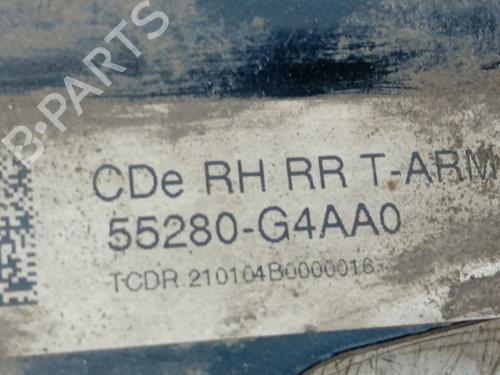 B-PARTS
CDe RH RR T-ARM
55280-G4AA0
TCDR 210104B0000016